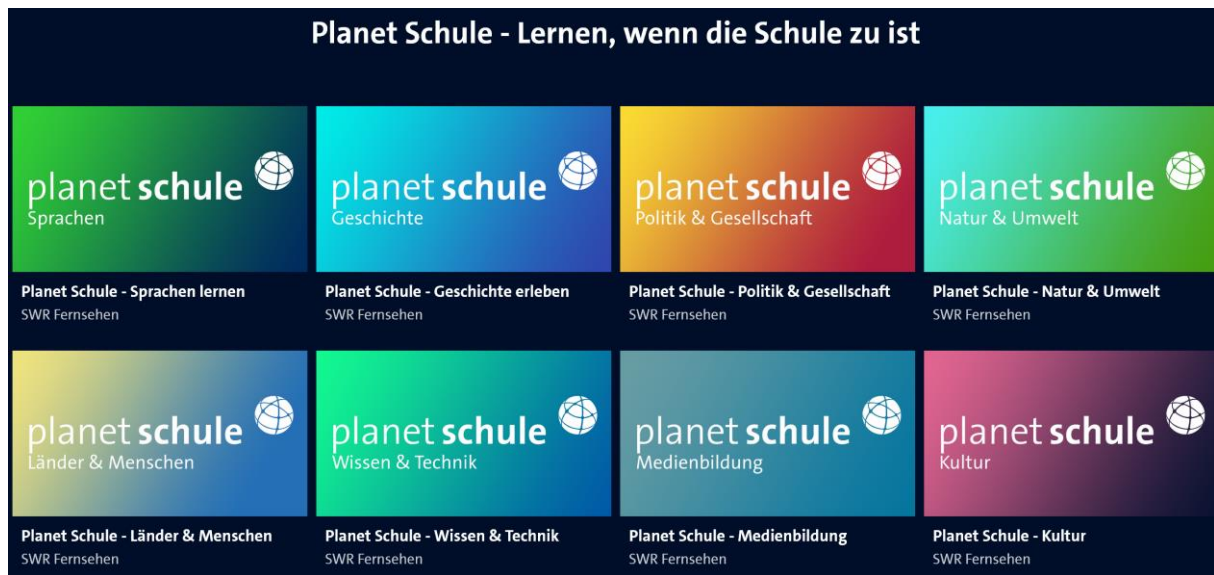 Planet Schule - Lernen, wenn die Schule zu ist
planet schule
Sprachen
Planet Schule - Sprachen lernen
SWR Fernsehen
planet schule
Geschichte
Planet Schule - Geschichte erleben
SWR Fernsehen
planet schule
Politik & Gesellschaft
Planet Schule - Politik & Gesellschaft
SWR Fernsehen
planet schule
Natur & Umwelt
Planet Schule - Natur & Umwelt
SWR Fernsehen
planet schule
Länder & Menschen
Planet Schule - Länder & Menschen
SWR Fernsehen
planet schule
Wissen & Technik
Planet Schule - Wissen & Technik
SWR Fernsehen
planet schule
Medienbildung
Planet Schule - Medienbildung
SWR Fernsehen
planet schule
Kultur
Planet Schule - Kultur
SWR Fernsehen